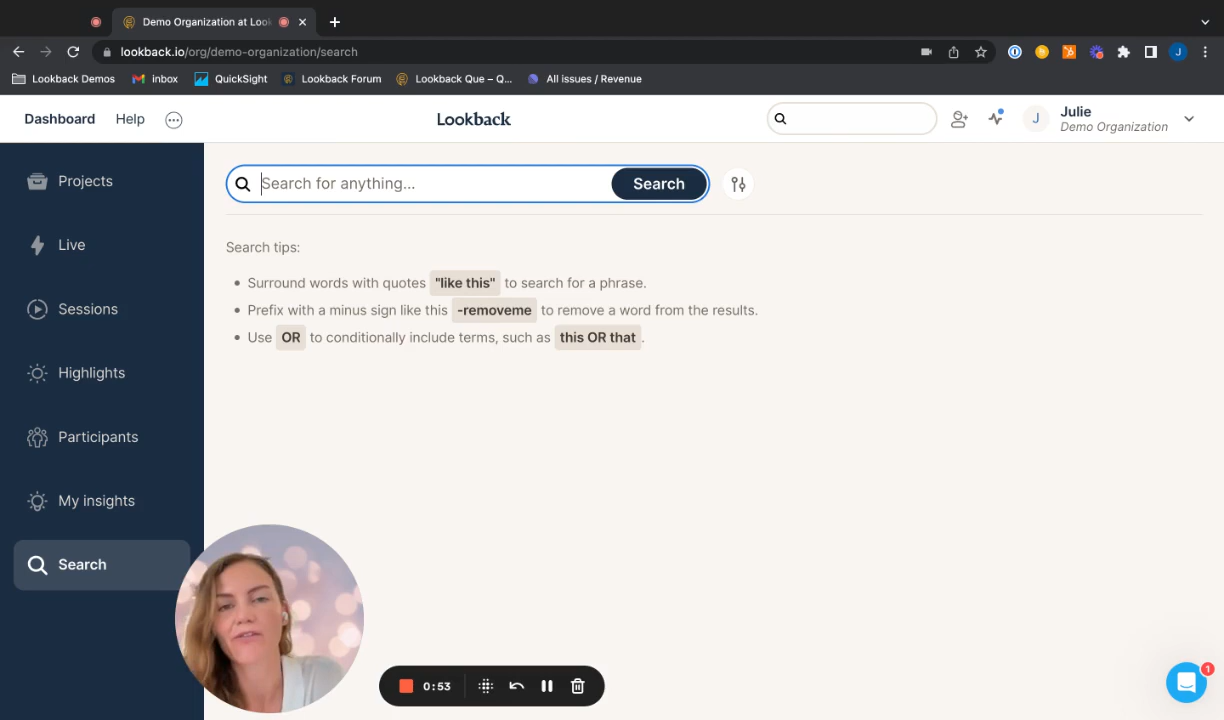 Demo Organization at Look
lookback.io/org/demo-organization/search
J
Lookback Demos
inbox
QuickSight
Lookback Forum
Lookback Que – Q...
All issues / Revenue
Dashboard
Help
Lookback
J
Julie
Demo Organization
Projects
Live
Sessions
Highlights
Participants
My insights
Search
Search for anything...
Search
Search tips:
Surround words with quotes "like this" to search for a phrase.
Prefix with a minus sign like this -removeme to remove a word from the results.
Use OR to conditionally include terms, such as this OR that .
0:53
1